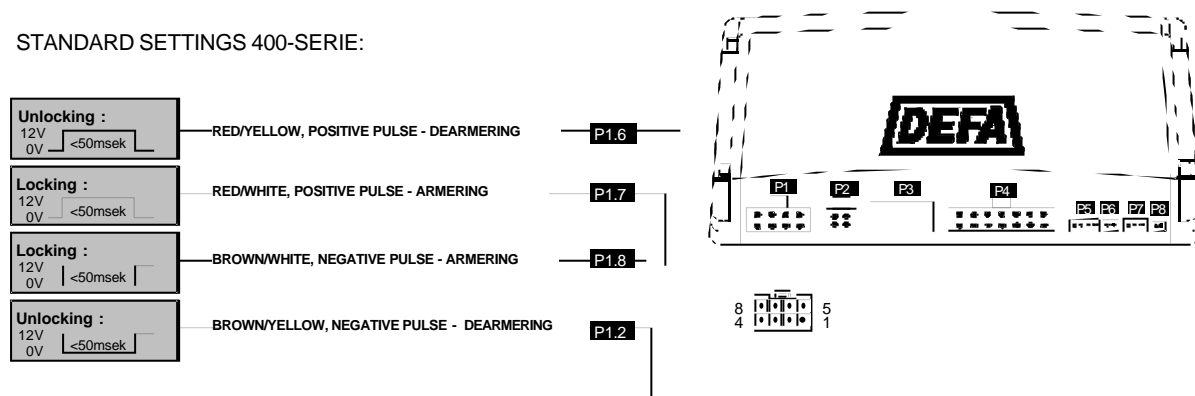 STANDARD SETTINGS 400-SERIE:
Unlocking :
12V
0V
<50msek
RED/YELLOW, POSITIVE PULSE - DEARMERING
P1.6
Locking :
12V
0V
<50msek
RED/WHITE, POSITIVE PULSE - ARMERING
P1.7
Locking :
12V
0V
<50msek
BROWN/WHITE, NEGATIVE PULSE - ARMERING
P1.8
Unlocking :
12V
0V
<50msek
BROWN/YELLOW, NEGATIVE PULSE - DEARMERING
P1.2
DEFA
P1 P2 P3 P4 P5 P6 P7 P8
8 5
4 1